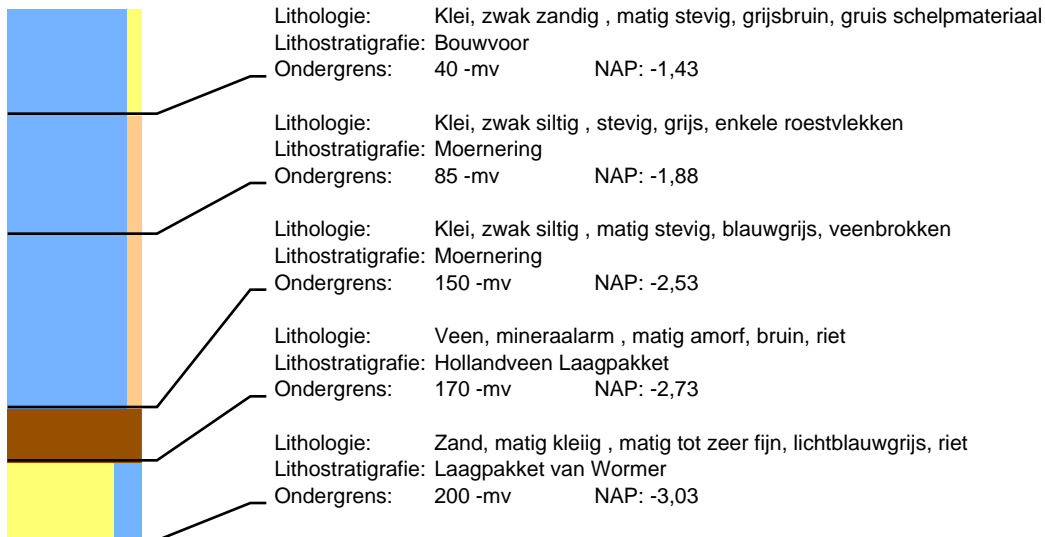 Lithologie: Klei, zwak zandig , matig stevig, grijsbruin, gruis schelpmateriaal
Lithostratigrafie: Bouwvoor
Ondergrens: 40 -mv NAP: -1,43
Lithologie: Klei, zwak siltig , stevig, grijs, enkele roestvlekken
Lithostratigrafie: Moernering
Ondergrens: 85 -mv NAP: -1,88
Lithologie: Klei, zwak siltig , matig stevig, blauwgrijs, veenbrokken
Lithostratigrafie: Moernering
Ondergrens: 150 -mv NAP: -2,53
Lithologie: Veen, mineraalarm , matig amorf, bruin, riet
Lithostratigrafie: Hollandveen Laagpakket
Ondergrens: 170 -mv NAP: -2,73
Lithologie: Zand, matig kleiig , matig tot zeer fijn, lichtblauwgrijs, riet
Lithostratigrafie: Laagpakket van Wormer
Ondergrens: 200 -mv NAP: -3,03